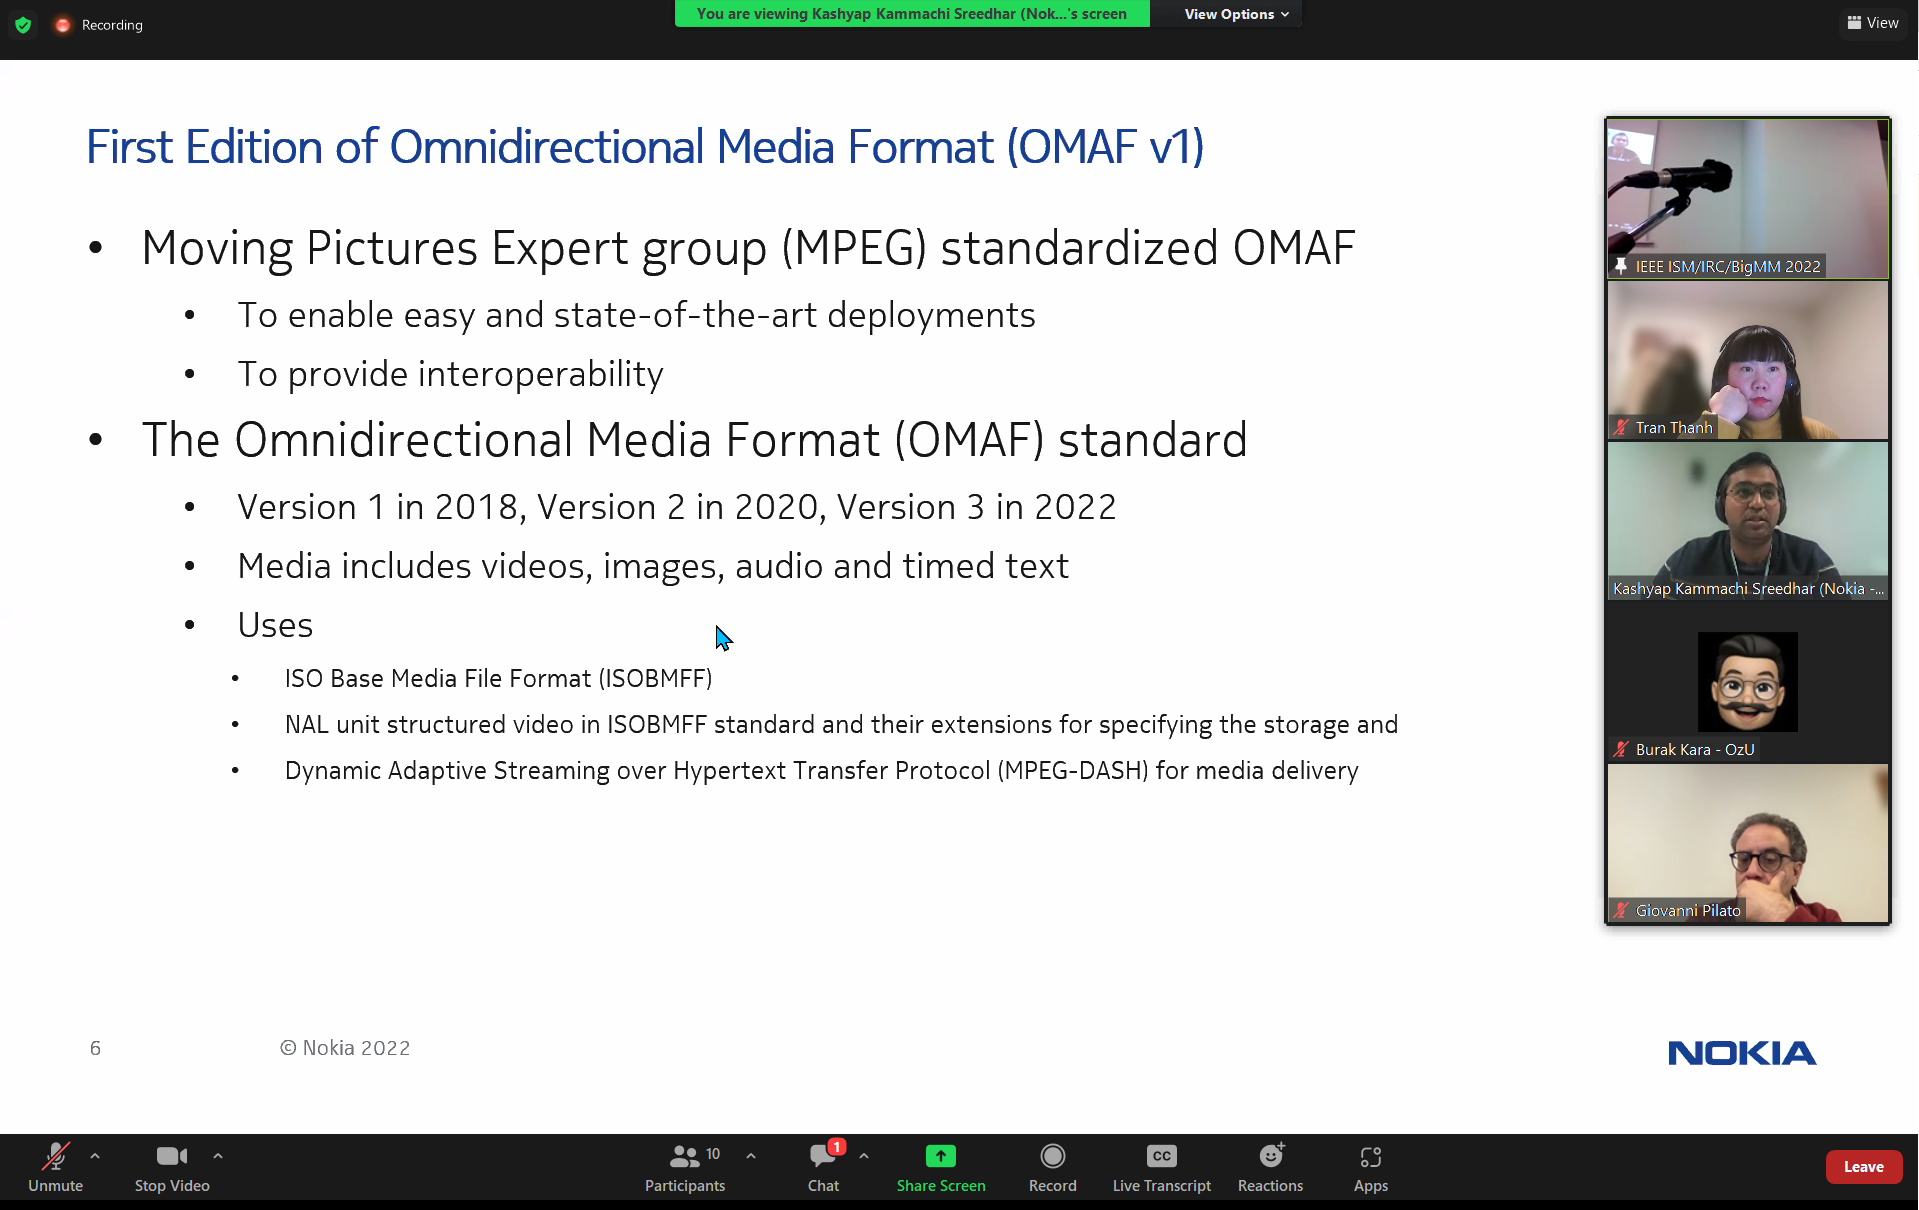 Recording
You are viewing Kashyap Kammachi Sreedhar (Nok...'s screen
View Options
View
First Edition of Omnidirectional Media Format (OMAF v1)
• Moving Pictures Expert group (MPEG) standardized OMAF
• To enable easy and state-of-the-art deployments
• To provide interoperability
• The Omnidirectional Media Format (OMAF) standard
• Version 1 in 2018, Version 2 in 2020, Version 3 in 2022
• Media includes videos, images, audio and timed text
• Uses
• ISO Base Media File Format (ISOBMFF)
• NAL unit structured video in ISOBMFF standard and their extensions for specifying the storage and
• Dynamic Adaptive Streaming over Hypertext Transfer Protocol (MPEG-DASH) for media delivery
IEEE ISM/IRC/BigMM 2022
Tran Thanh
Kashyap Kammachi Sreedhar (Nokia -...
Burak Kara - OzU
Giovanni Pilato
6
© Nokia 2022
NOKIA
Unmute
Stop Video
10
Participants
1
Chat
Share Screen
Record
CC
Live Transcript
Reactions
Apps
Leave